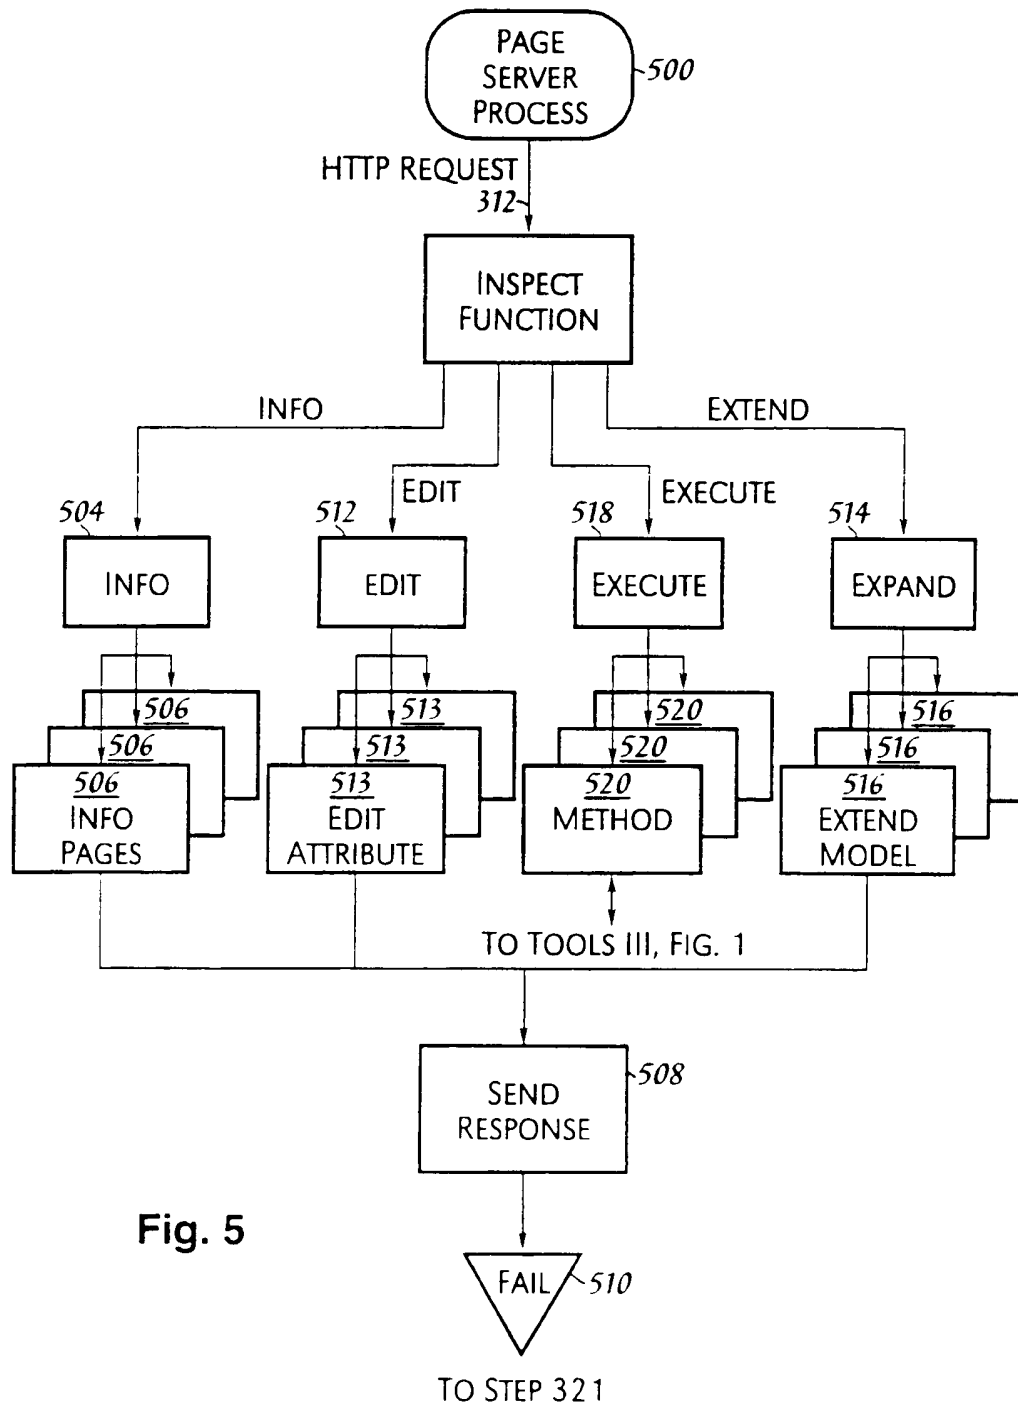 PAGE
SERVER
PROCESS
500
HTTP REQUEST
312
INSPECT
FUNCTION
INFO
EXTEND
EDIT
EXECUTE
504
512
518
514
INFO
EDIT
EXECUTE
EXPAND
506
513
520
516
506
513
520
516
506
INFO
PAGES
513
EDIT
ATTRIBUTE
520
METHOD
516
EXTEND
MODEL
TO TOOLS III, FIG. 1
SEND
RESPONSE
508
Fig. 5
FAIL
510
TO STEP 321